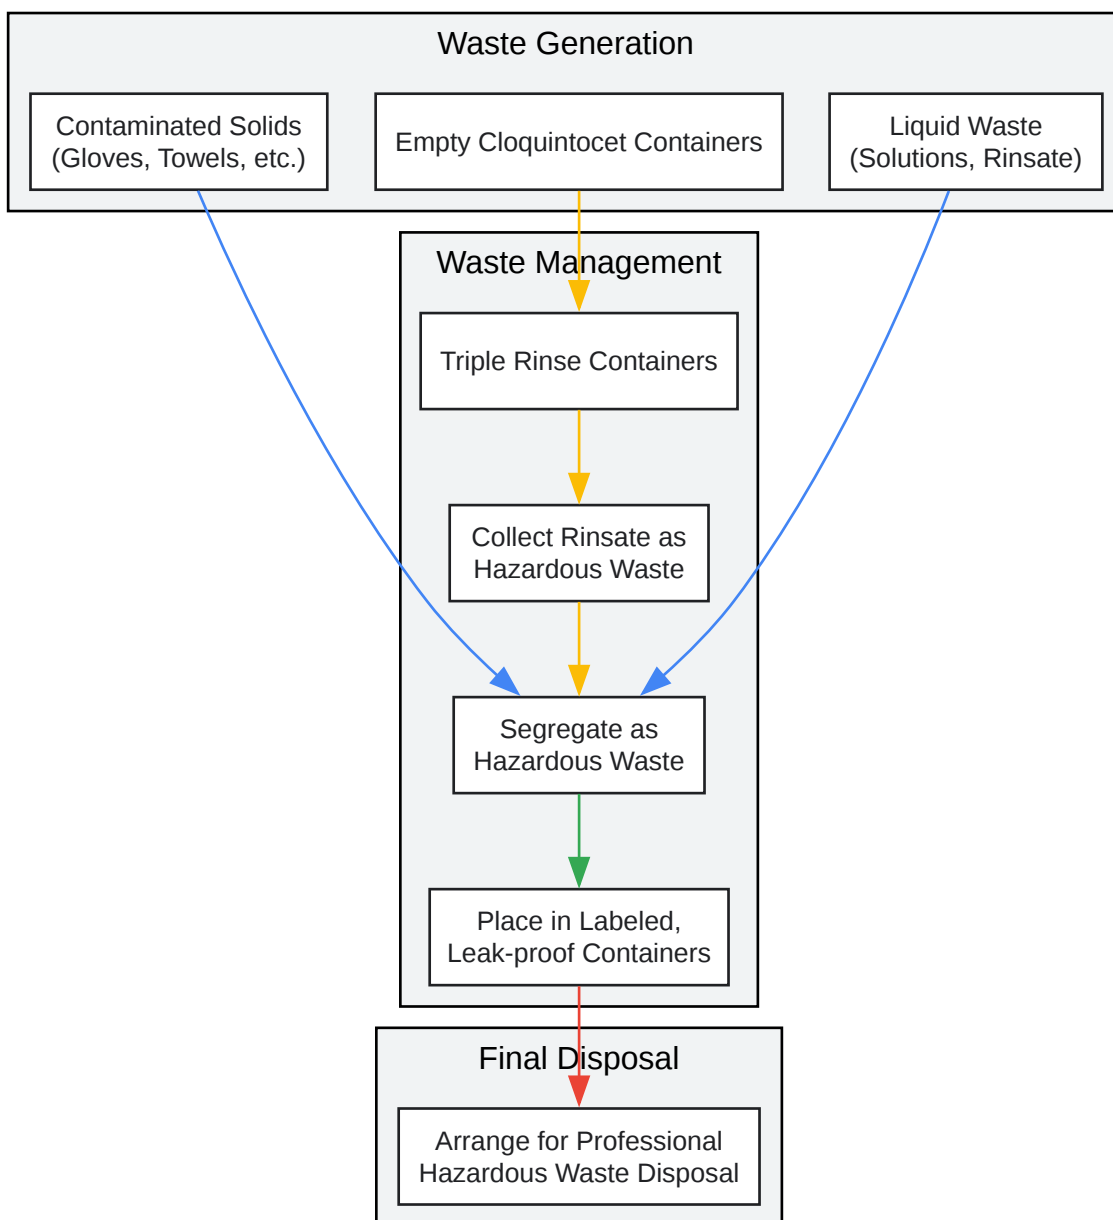 Waste Generation
Contaminated Solids
(Gloves, Towels, etc.)
Empty Cloquintocet Containers
Liquid Waste
(Solutions, Rinsate)
Waste Management
Triple Rinse Containers
Collect Rinsate as
Hazardous Waste
Segregate as
Hazardous Waste
Place in Labeled,
Leak-proof Containers
Final Disposal
Arrange for Professional
Hazardous Waste Disposal